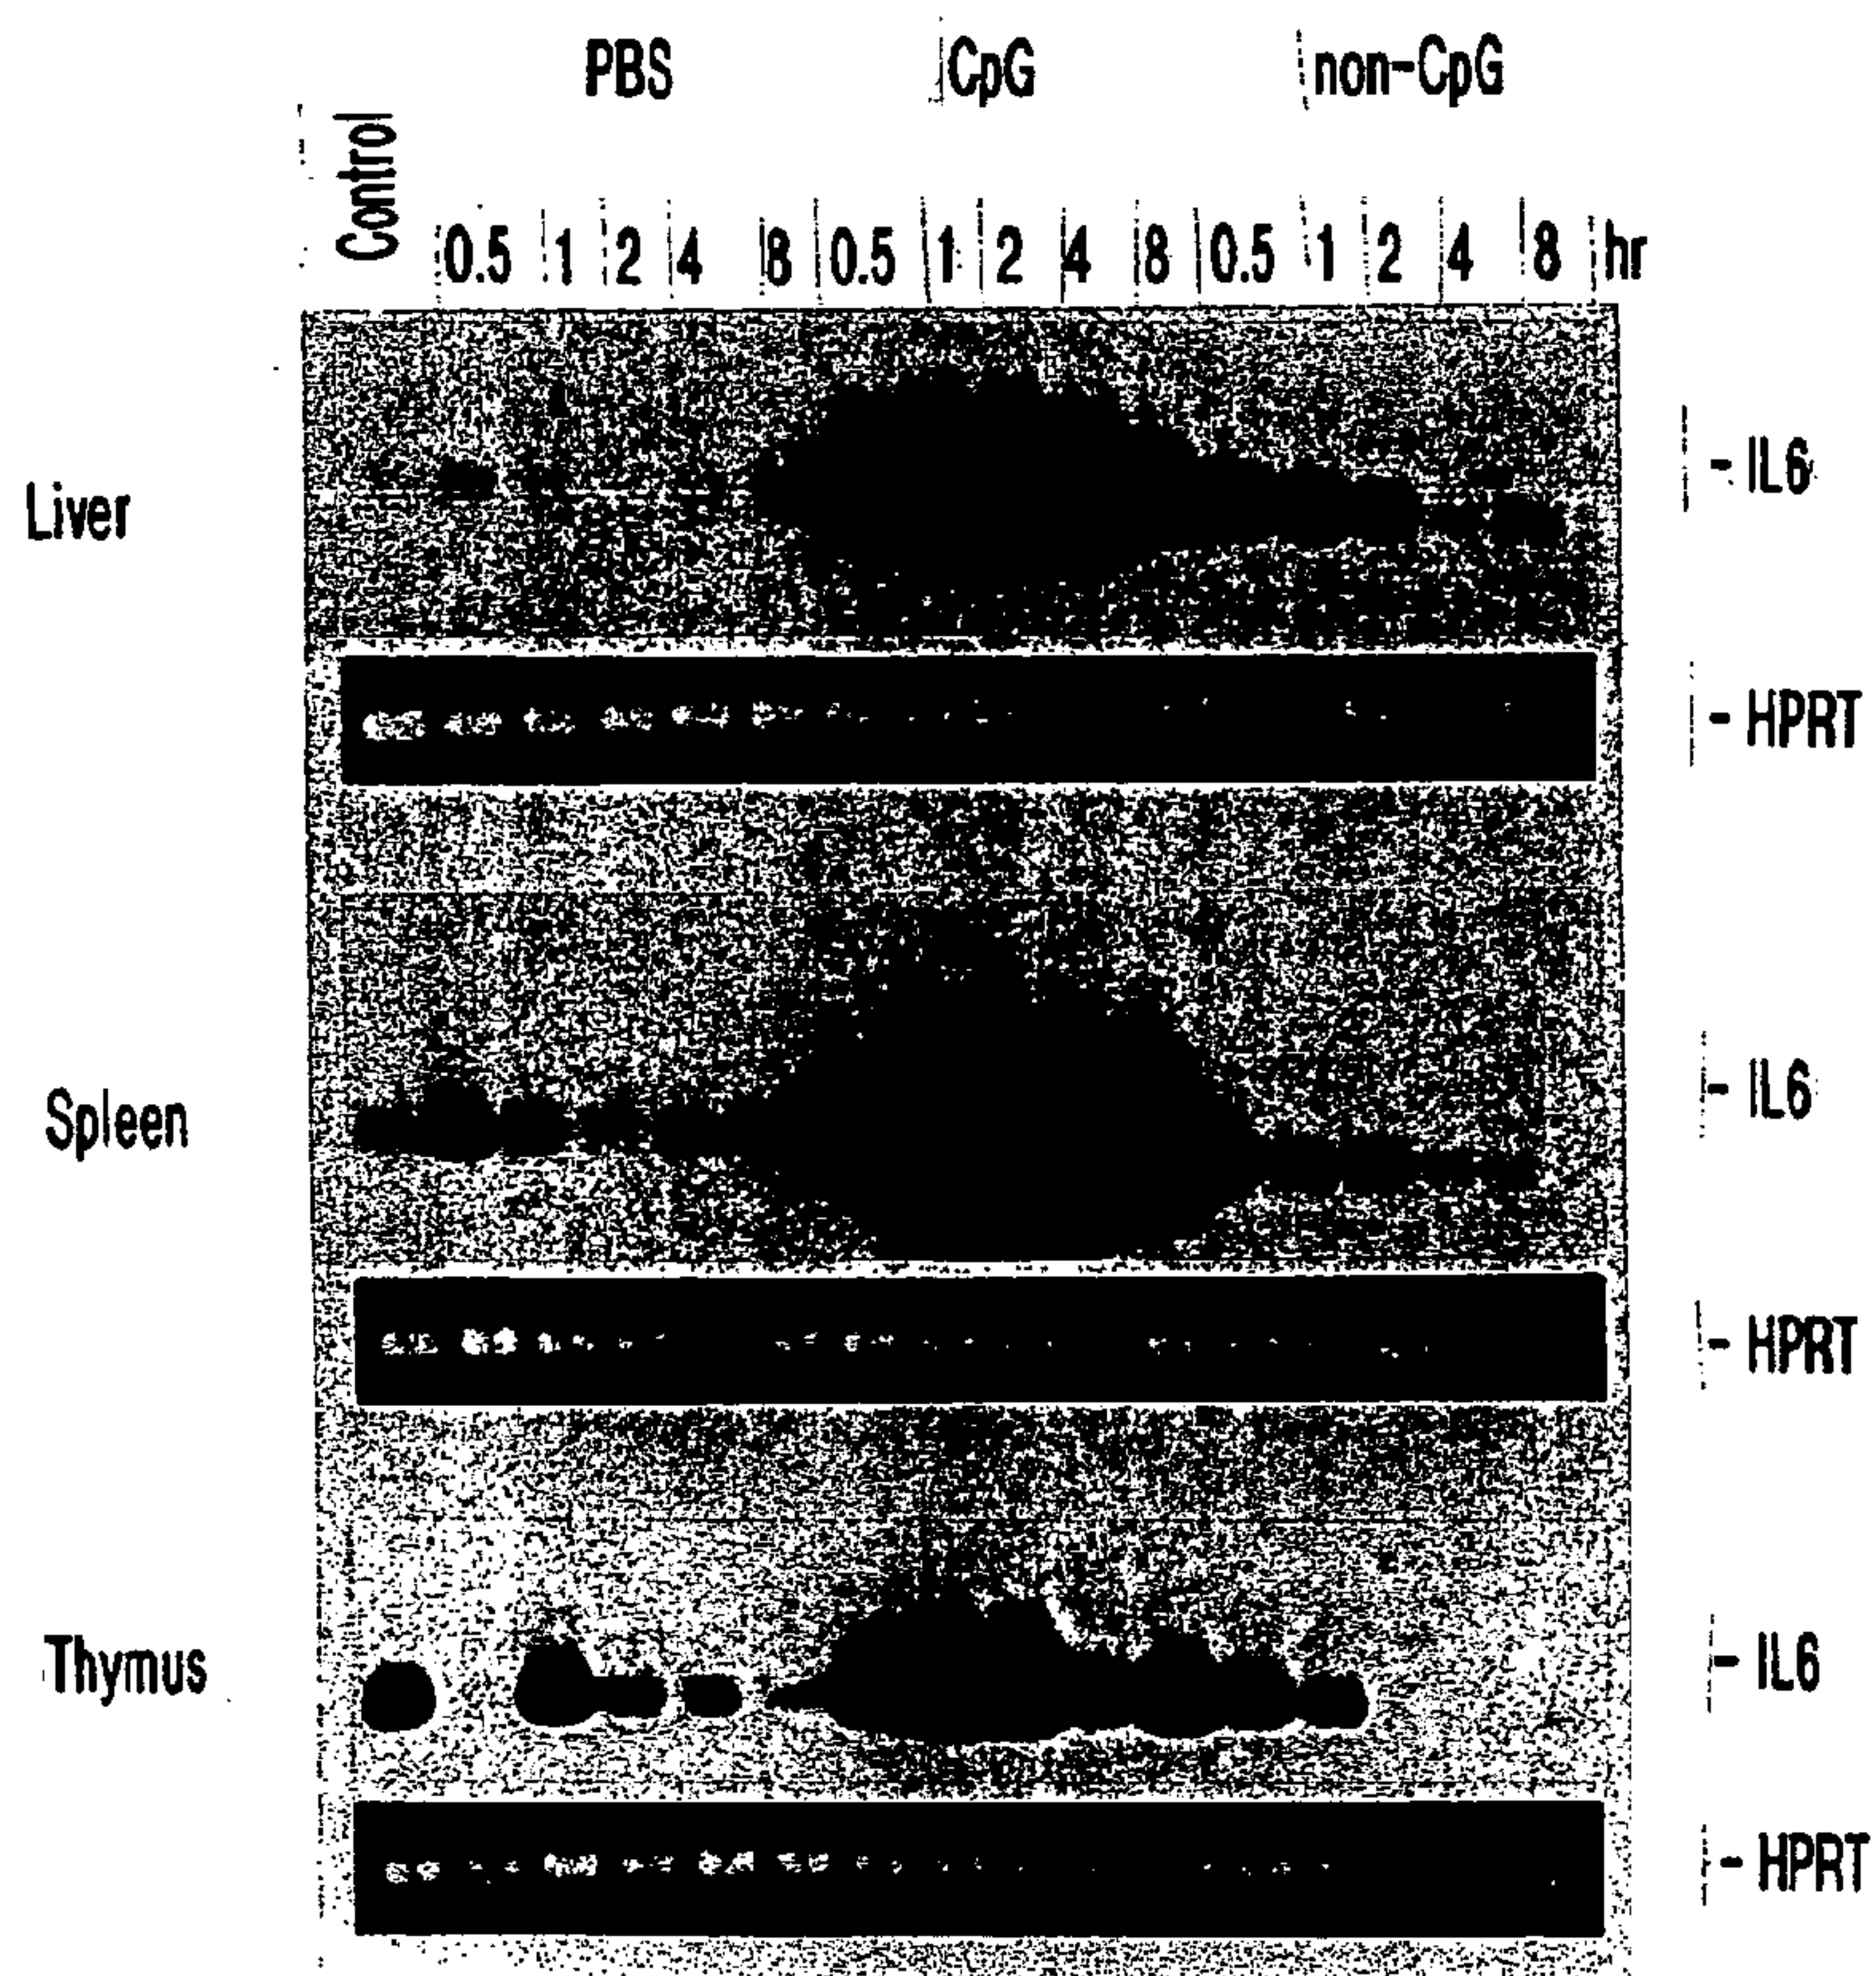 PBS CpG non-CpG
Control
0.5 1 2 4 8 0.5 1 2 4 8 0.5 1 2 4 8 hr
Liver
- IL6
- HPRT
Spleen
- IL6
- HPRT
Thymus
- IL6
- HPRT